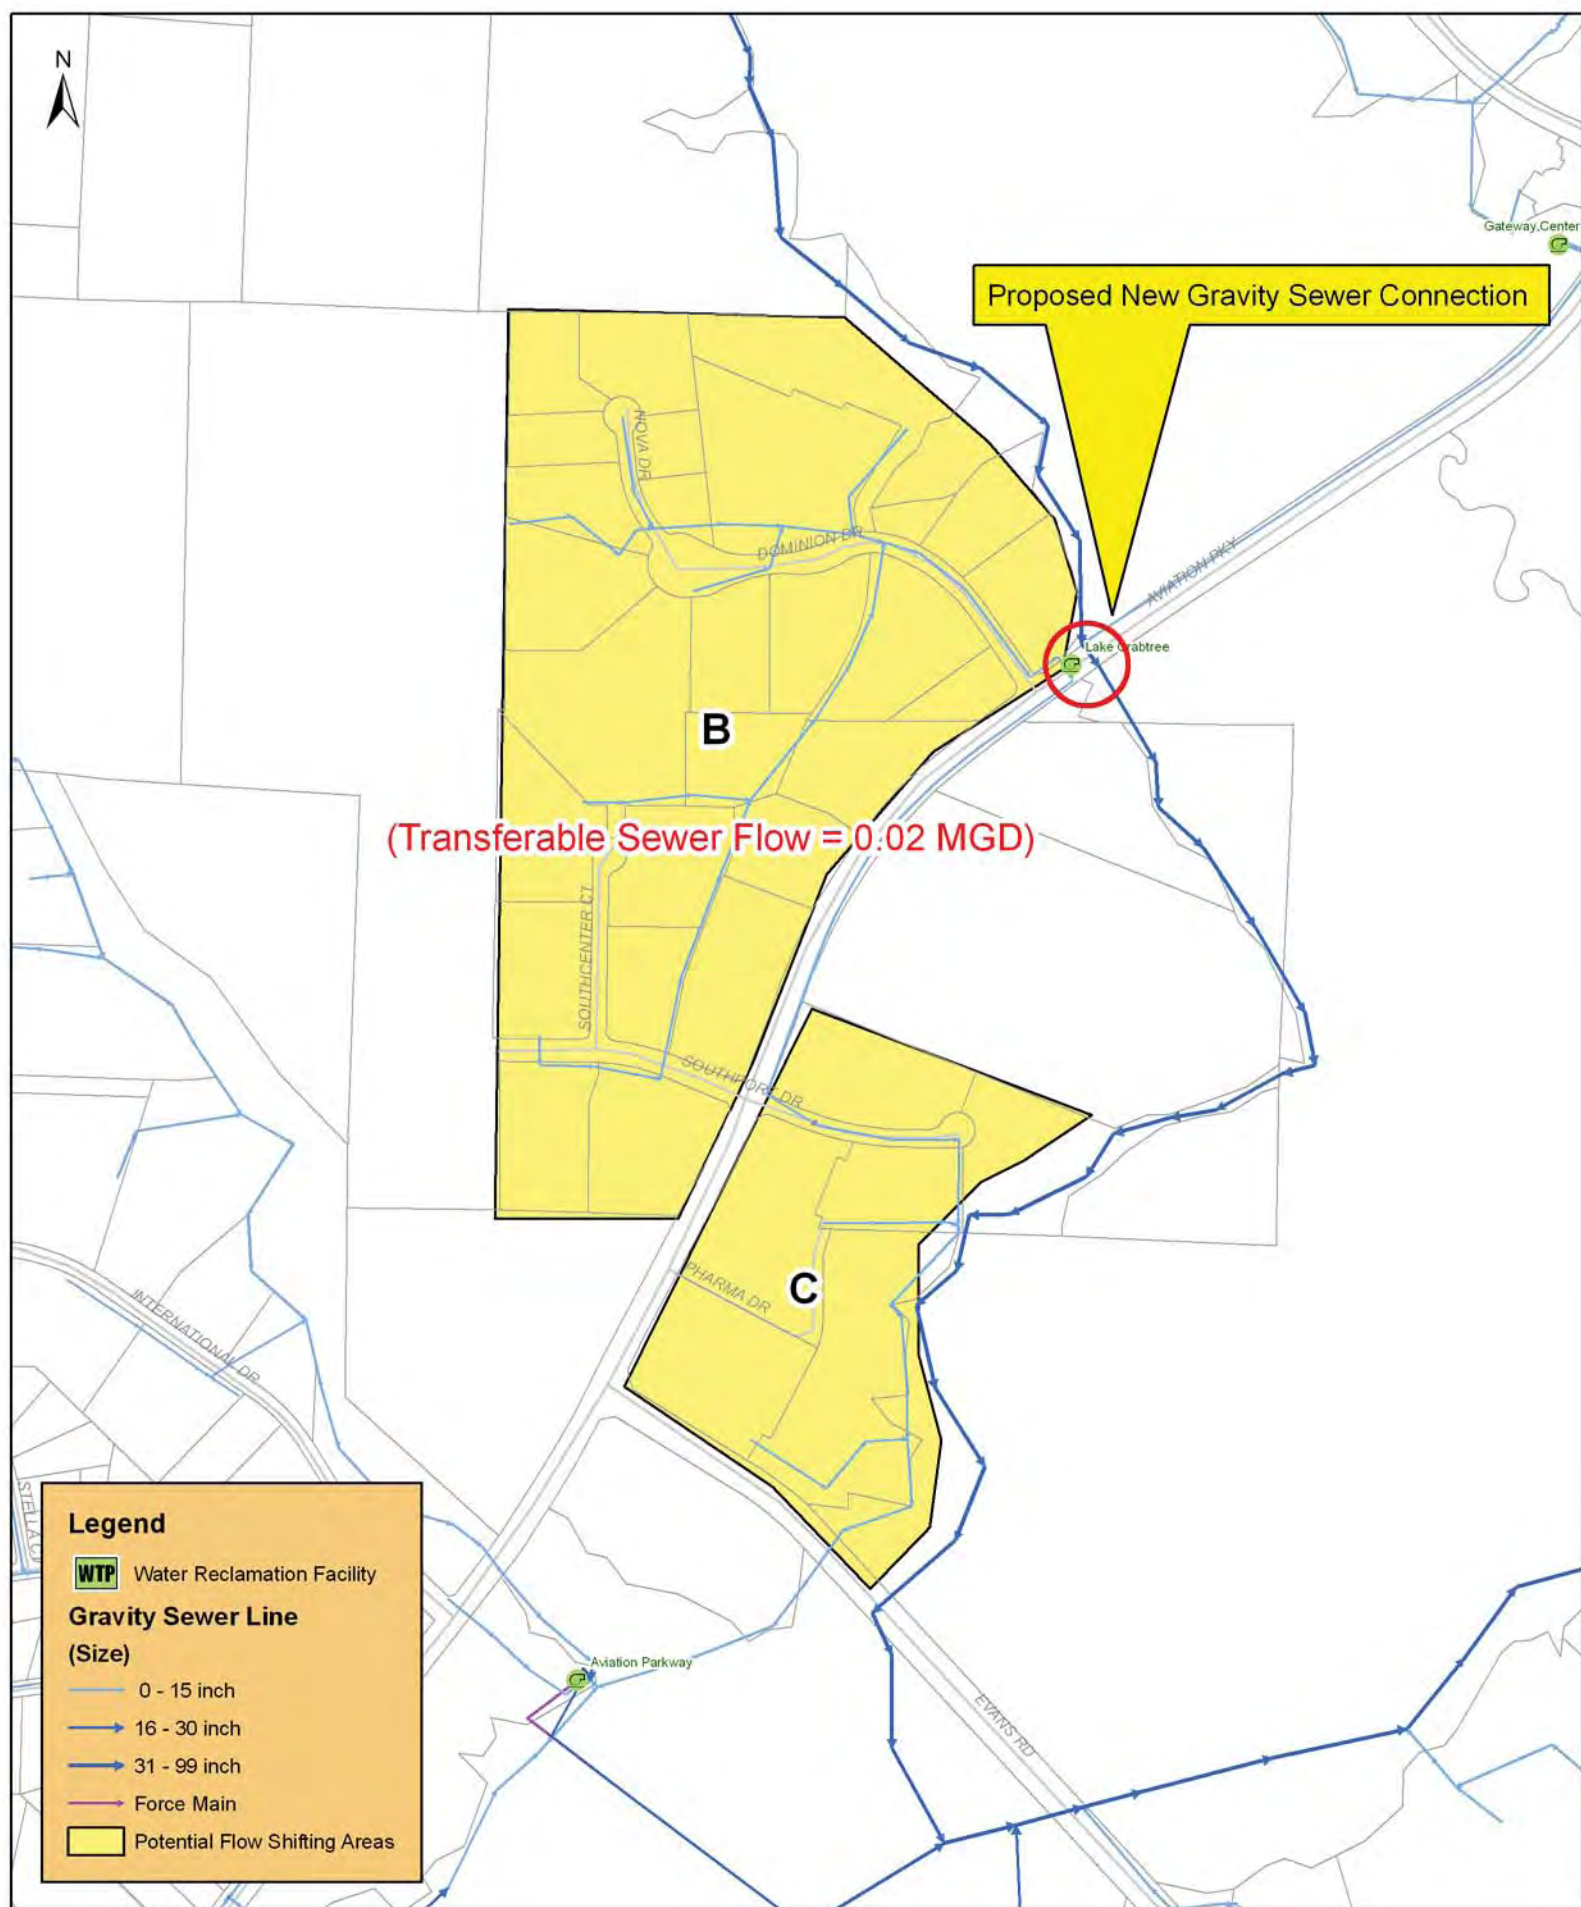 N
Gateway Center
Proposed New Gravity Sewer Connection
NOVA DR
DOMINION DR
AVIATION PKY
Lake Crabtree
B
(Transferable Sewer Flow = 0.02 MGD)
SOUTHCENTER CT
SOUTHPORT DR
C
PHARMA DR
INTERNATIONAL DR
STELLA CT
Legend
WTP Water Reclamation Facility
Gravity Sewer Line
(Size)
0 - 15 inch
16 - 30 inch
31 - 99 inch
Force Main
Potential Flow Shifting Areas
Aviation Parkway
EVANS RD